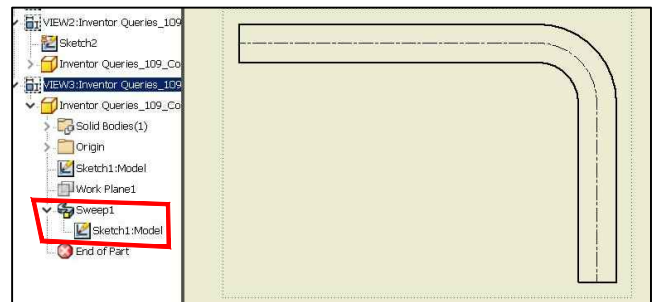 VIEW2:Inventor Queries_109
Sketch2
Inventor Queries_109_Co
VIEW3:Inventor Queries_109
Inventor Queries_109_Co
Solid Bodies(1)
Origin
Sketch1:Model
Work Plane1
Sweep1
Sketch1:Model
End of Part